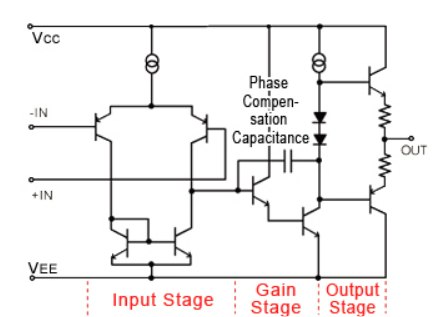 Vcc
Phase
Compen-
sation
Capacitance
-IN
OUT
+IN
VEE
Input Stage
Gain
Stage
Output
Stage